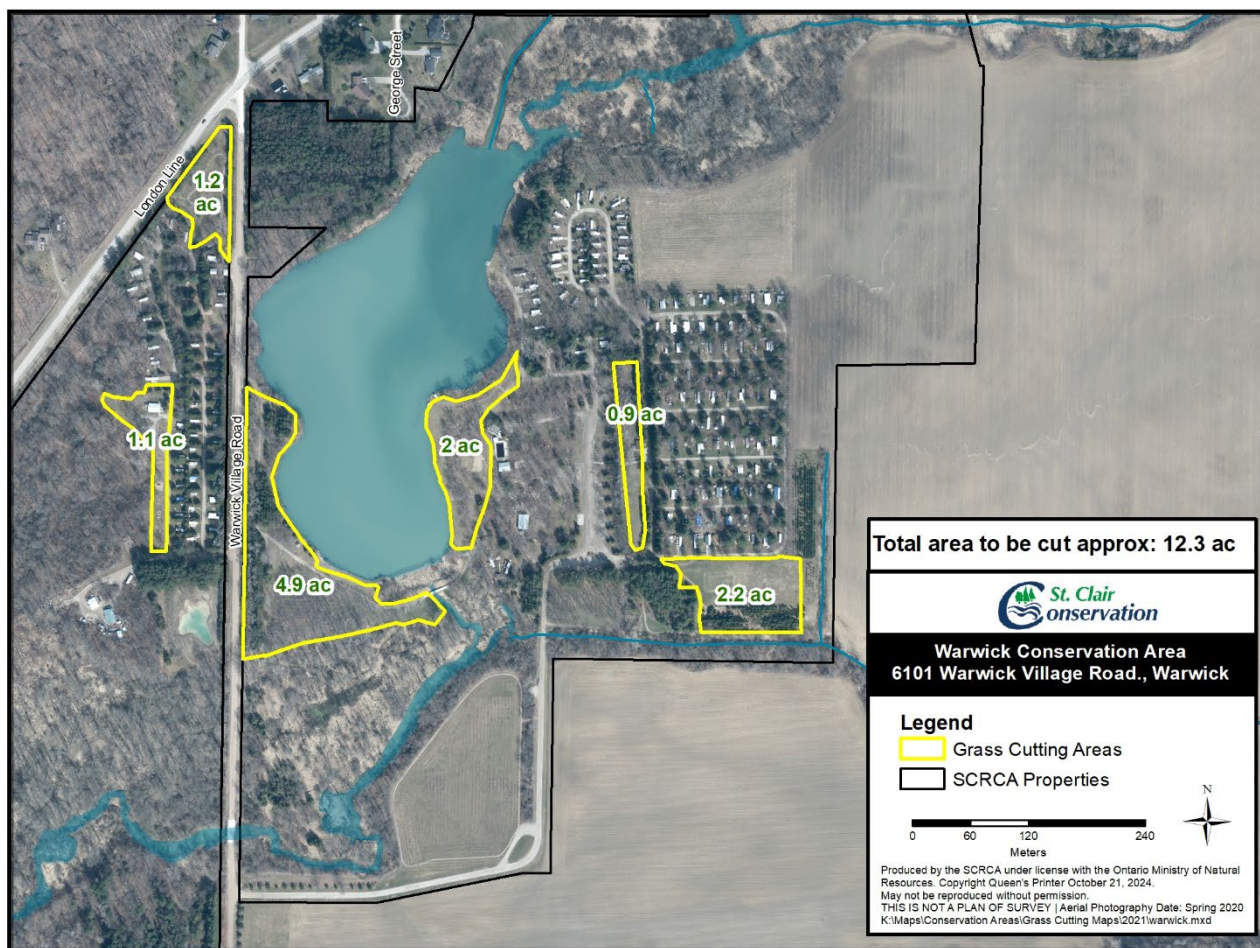 George Street
London Line
1.2
ac
Warwick Village Road
1.1 ac
4.9 ac
2 ac
0.9 ac
2.2 ac
Total area to be cut approx: 12.3 ac
St. Clair
Conservation
Warwick Conservation Area
6101 Warwick Village Road., Warwick
Legend
Grass Cutting Areas
SCRCA Properties
N
0 60 120 240
Meters
Produced by the SCRCA under license with the Ontario Ministry of Natural
Resources. Copyright Queen's Printer October 21, 2024.
May not be reproduced without permission.
THIS IS NOT A PLAN OF SURVEY | Aerial Photography Date: Spring 2020
K:\Maps\Conservation Areas\Grass Cutting Maps\2021\warwick.mxd